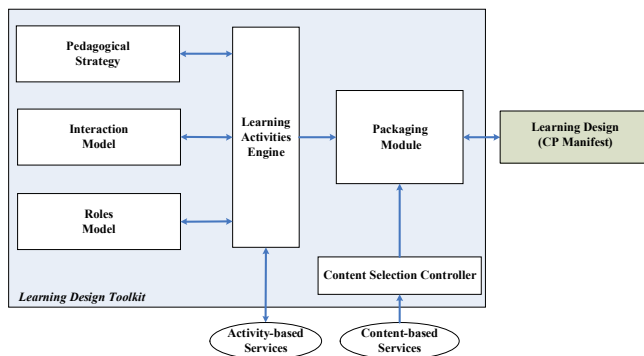 Pedagogical
Strategy
Interaction
Model
Roles
Model
Learning
Activities
Engine
Packaging
Module
Learning Design
(CP Manifest)
Content Selection Controller
Learning Design Toolkit
Activity-based
Services
Content-based
Services